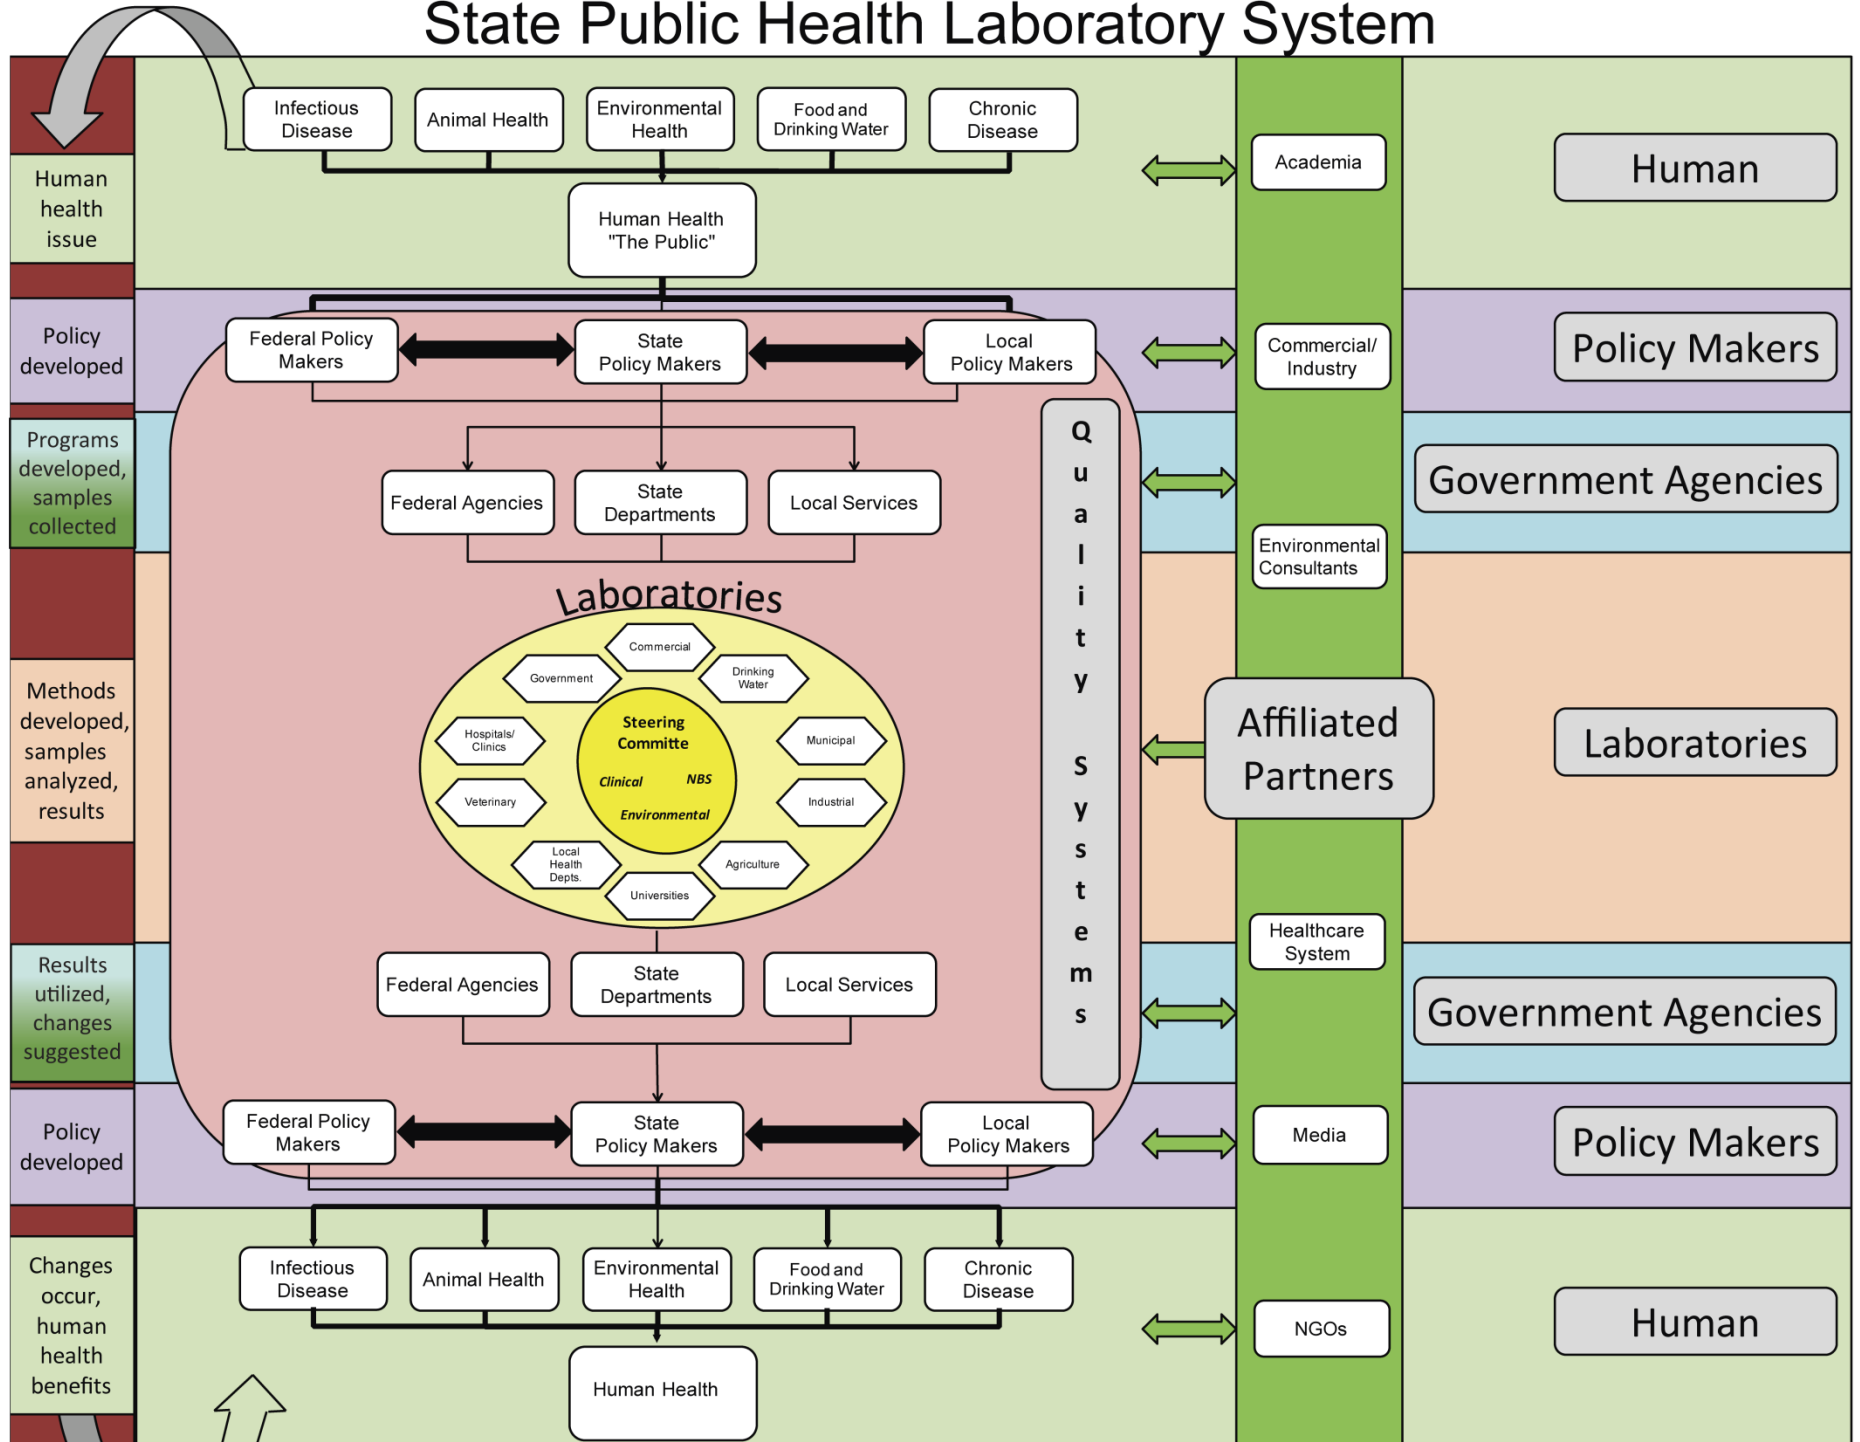 State Public Health Laboratory System
Infectious
Disease
Animal Health
Environmental
Health
Food and
Drinking Water
Chronic
Disease
Academia
Human
Human
health
issue
Human Health
"The Public"
Policy
developed
Federal Policy
Makers
State
Policy Makers
Local
Policy Makers
Commercial/
Industry
Policy Makers
Programs
developed,
samples
collected
Federal Agencies
State
Departments
Local Services
Quality Systems
Government Agencies
Environmental
Consultants
Laboratories
Commercial
Government
Drinking
Water
Hospitals/
Clinics
Municipal
Veterinary
Industrial
Local
Health
Depts.
Agriculture
Universities
Steering
Committe
Clinical
NBS
Environmental
Methods
developed,
samples
analyzed,
results
Affiliated
Partners
Laboratories
Healthcare
System
Results
utilized,
changes
suggested
Federal Agencies
State
Departments
Local Services
Government Agencies
Policy
developed
Federal Policy
Makers
State
Policy Makers
Local
Policy Makers
Media
Policy Makers
Changes
occur,
human
health
benefits
Infectious
Disease
Animal Health
Environmental
Health
Food and
Drinking Water
Chronic
Disease
NGOs
Human
Human Health